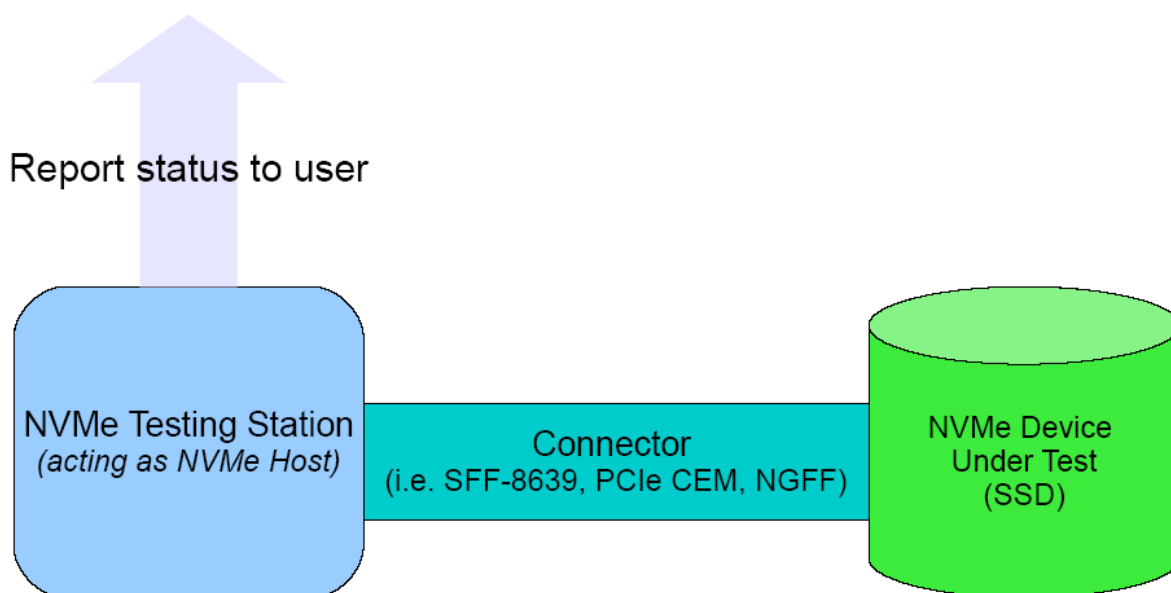 Report status to user
NVMe Testing Station
(acting as NVMe Host)
Connector
(i.e. SFF-8639, PCIe CEM, NGFF)
NVMe Device
Under Test
(SSD)